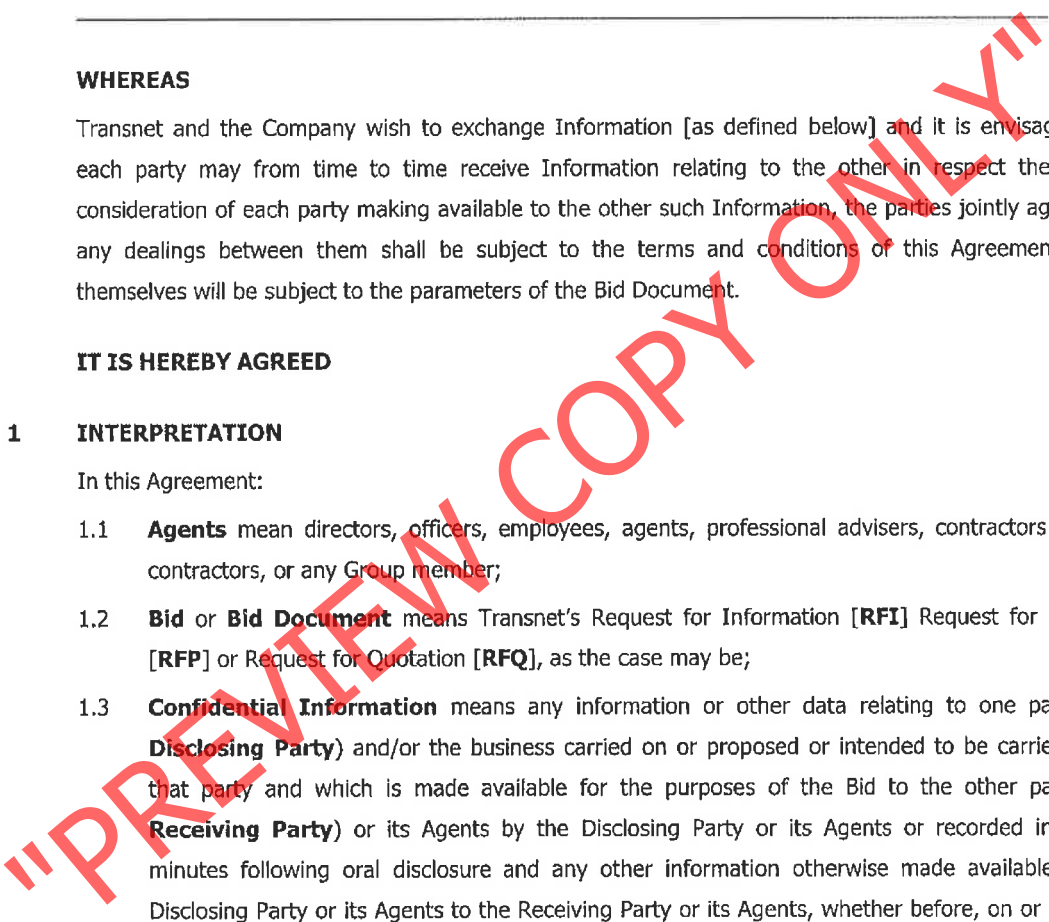 WHEREAS
Transnet and the Company wish to exchange Information [as defined below] and it is envisag
each party may from time to time receive Information relating to the other in respect the
consideration of each party making available to the other such Information, the parties jointly ag
any dealings between them shall be subject to the terms and conditions of this Agreemen
themselves will be subject to the parameters of the Bid Document.
IT IS HEREBY AGREED
1 INTERPRETATION
In this Agreement:
1.1 Agents mean directors, officers, employees, agents, professional advisers, contractors
contractors, or any Group member;
1.2 Bid or Bid Document means Transnet's Request for Information [RFI] Request for
[RFP] or Request for Quotation [RFQ], as the case may be;
1.3 Confidential Information means any information or other data relating to one pa
Disclosing Party) and/or the business carried on or proposed or intended to be carrie
that party and which is made available for the purposes of the Bid to the other pa
Receiving Party) or its Agents by the Disclosing Party or its Agents or recorded in
minutes following oral disclosure and any other information otherwise made available
Disclosing Party or its Agents to the Receiving Party or its Agents, whether before, on or
"PREVIEW COPY ONLY"